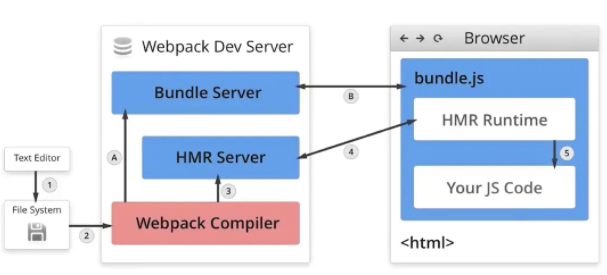 Webpack Dev Server
Browser
Bundle Server
bundle.js
B
HMR Runtime
A
HMR Server
4
5
Text Editor
1
3
Your JS Code
File System
Webpack Compiler
2
<html>